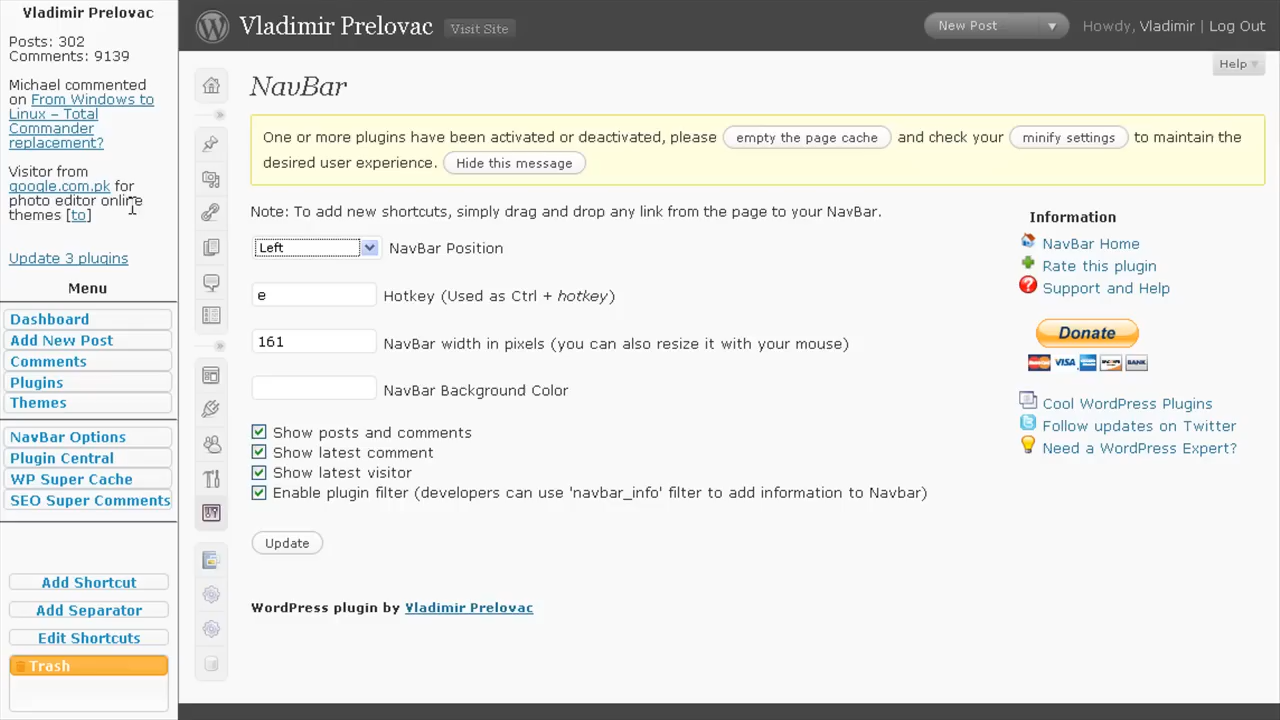 Vladimir Prelovac
Posts: 302
Comments: 9139
Michael commented
on From Windows to
Linux – Total
Commander
replacement?
Visitor from
google.com.pk for
photo editor online
themes [to]
Update 3 plugins
Menu
Dashboard
Add New Post
Comments
Plugins
Themes
NavBar Options
Plugin Central
WP Super Cache
SEO Super Comments
Add Shortcut
Add Separator
Edit Shortcuts
Trash
Vladimir Prelovac Visit Site
New Post Howdy, Vladimir | Log Out
Help
NavBar
One or more plugins have been activated or deactivated, please empty the page cache and check your minify settings to maintain the
desired user experience. Hide this message
Note: To add new shortcuts, simply drag and drop any link from the page to your NavBar.
Left NavBar Position
e Hotkey (Used as Ctrl + hotkey)
161 NavBar width in pixels (you can also resize it with your mouse)
NavBar Background Color
Show posts and comments
Show latest comment
Show latest visitor
Enable plugin filter (developers can use 'navbar_info' filter to add information to Navbar)
Update
WordPress plugin by Vladimir Prelovac
Information
NavBar Home
Rate this plugin
Support and Help
Donate
VISA
BANK
Cool WordPress Plugins
Follow updates on Twitter
Need a WordPress Expert?